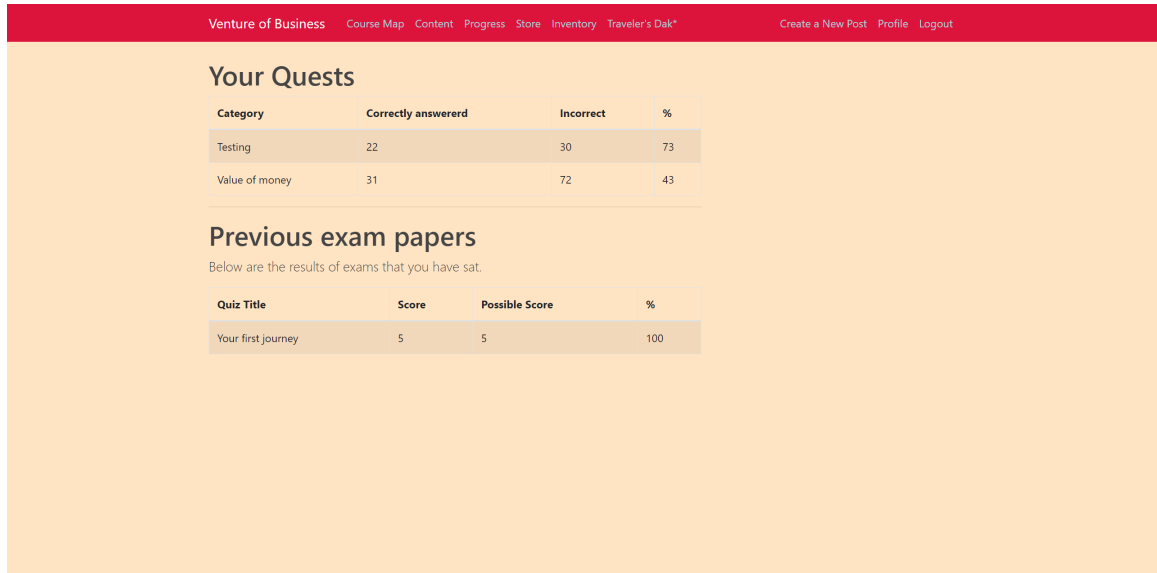 Venture of Business Course Map Content Progress Store Inventory Traveler's Dak* Create a New Post Profile Logout
Your Quests
Category Correctly answererd Incorrect %
Testing 22 30 73
Value of money 31 72 43
Previous exam papers
Below are the results of exams that you have sat.
Quiz Title Score Possible Score %
Your first journey 5 5 100